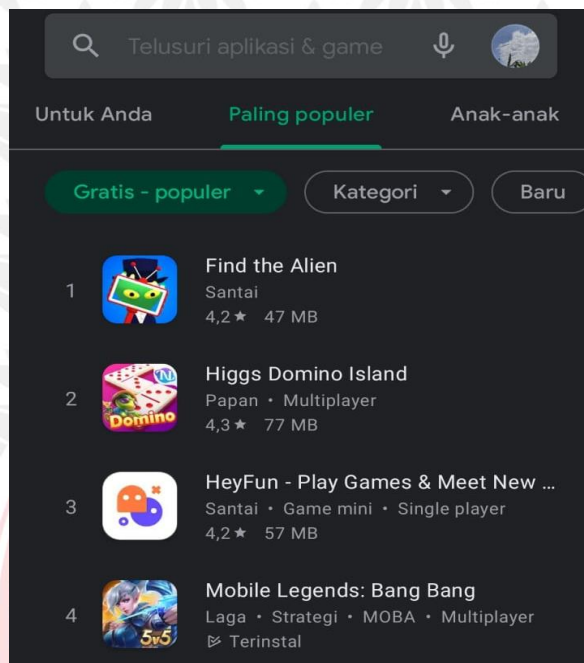 Telusuri aplikasi & game
Untuk Anda Paling populer Anak-anak
Gratis - populer Kategori Baru
1
Find the Alien
Santai
4,2★ 47 MB
2
Domino
N
Higgs Domino Island
Papan • Multiplayer
4,3★ 77 MB
3
HeyFun - Play Games & Meet New ...
Santai • Game mini • Single player
4,2★ 57 MB
4
5v5
Mobile Legends: Bang Bang
Laga • Strategi • MOBA • Multiplayer
Terinstal